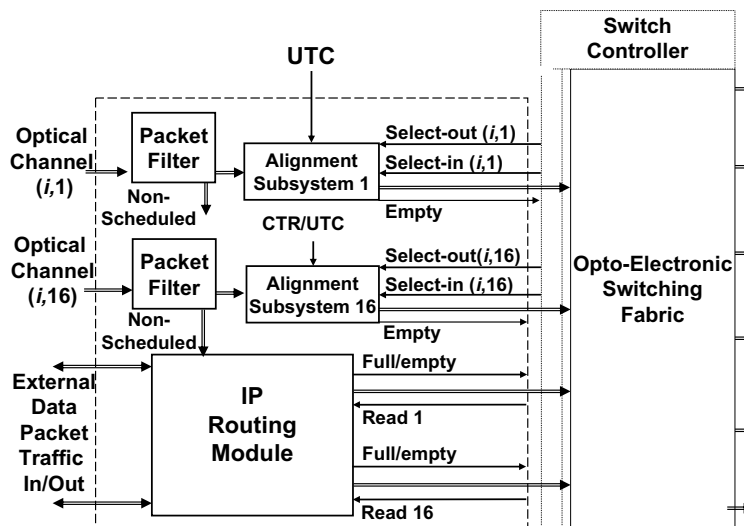 Switch
Controller
UTC
Optical
Channel
(i,1)
Packet
Filter
Non-
Scheduled
Alignment
Subsystem 1
Select-out (i,1)
Select-in (i,1)
Empty
CTR/UTC
Optical
Channel
(i,16)
Packet
Filter
Non-
Scheduled
Alignment
Subsystem 16
Select-out(i,16)
Select-in (i,16)
Empty
Opto-Electronic
Switching
Fabric
External
Data
Packet
Traffic
In/Out
IP
Routing
Module
Full/empty
Read 1
Full/empty
Read 16